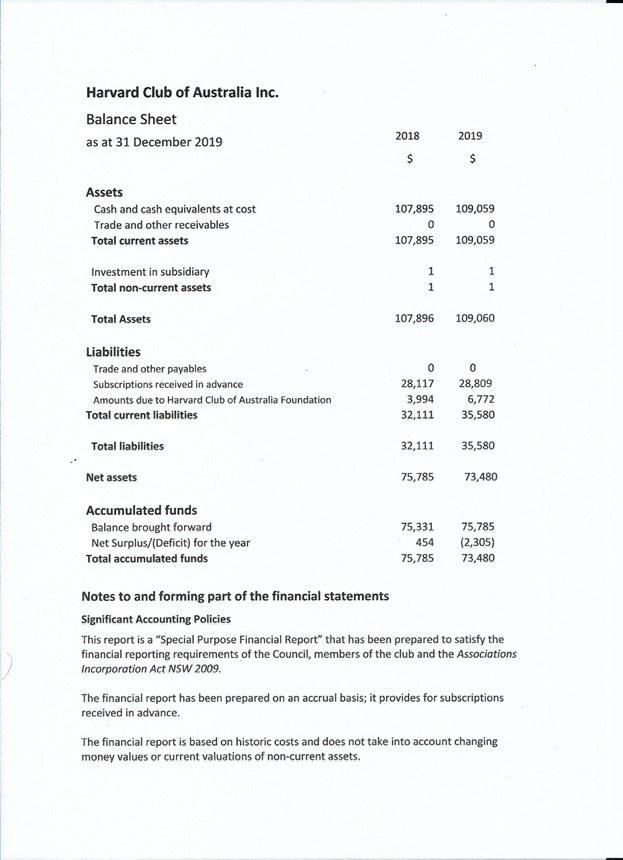 Harvard Club of Australia Inc.
Balance Sheet
as at 31 December 2019
2018 2019
$ $
Assets
Cash and cash equivalents at cost 107,895 109,059
Trade and other receivables 0 0
Total current assets 107,895 109,059
Investment in subsidiary 1 1
Total non-current assets 1 1
Total Assets 107,896 109,060
Liabilities
Trade and other payables 0 0
Subscriptions received in advance 28,117 28,809
Amounts due to Harvard Club of Australia Foundation 3,994 6,772
Total current liabilities 32,111 35,580
Total liabilities 32,111 35,580
Net assets 75,785 73,480
Accumulated funds
Balance brought forward 75,331 75,785
Net Surplus/(Deficit) for the year 454 (2,305)
Total accumulated funds 75,785 73,480
Notes to and forming part of the financial statements
Significant Accounting Policies
This report is a “Special Purpose Financial Report” that has been prepared to satisfy the
financial reporting requirements of the Council, members of the club and the Associations
Incorporation Act NSW 2009.
The financial report has been prepared on an accrual basis; it provides for subscriptions
received in advance.
The financial report is based on historic costs and does not take into account changing
money values or current valuations of non-current assets.